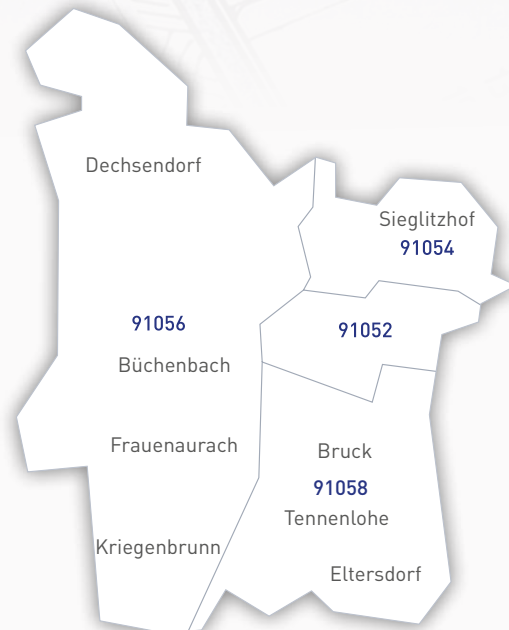 Dechsendorf
Sieglitzhof
91054
91056
91052
Büchenbach
Frauenaurach
Bruck
91058
Tennenlohe
Kriegenbrunn
Eltersdorf